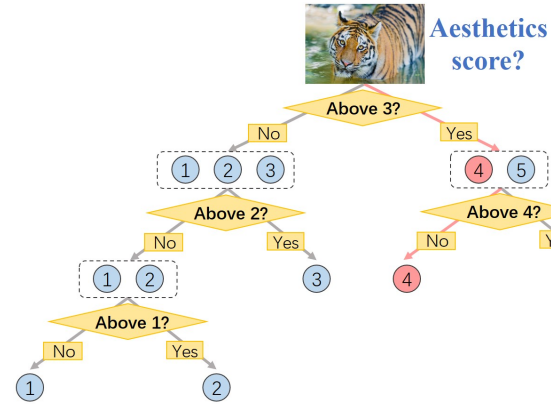 Aesthetics
score?
Above 3?
No
Yes
1 2 3
4 5
Above 2?
Above 4?
No
Yes
No
1 2
3
4
Above 1?
No
Yes
1
2